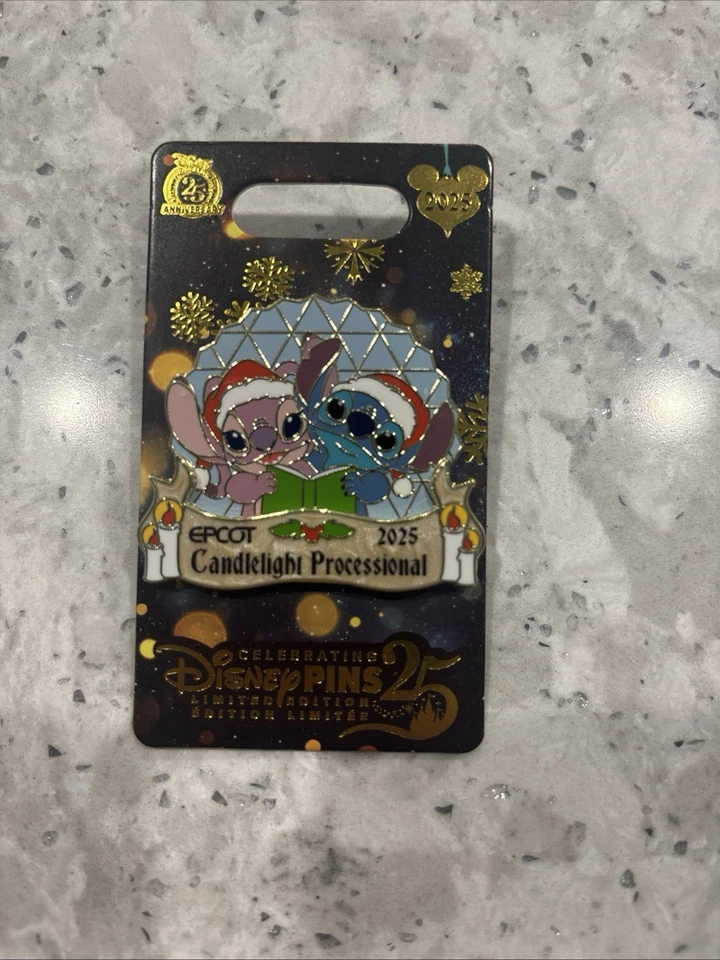 25
ANNIVERSARY
2025
EPCOT 2025
Candlelight Processional
CELEBRATING
DISNEY PINS 25
LIMITED EDITION
ÉDITION LIMITÉE